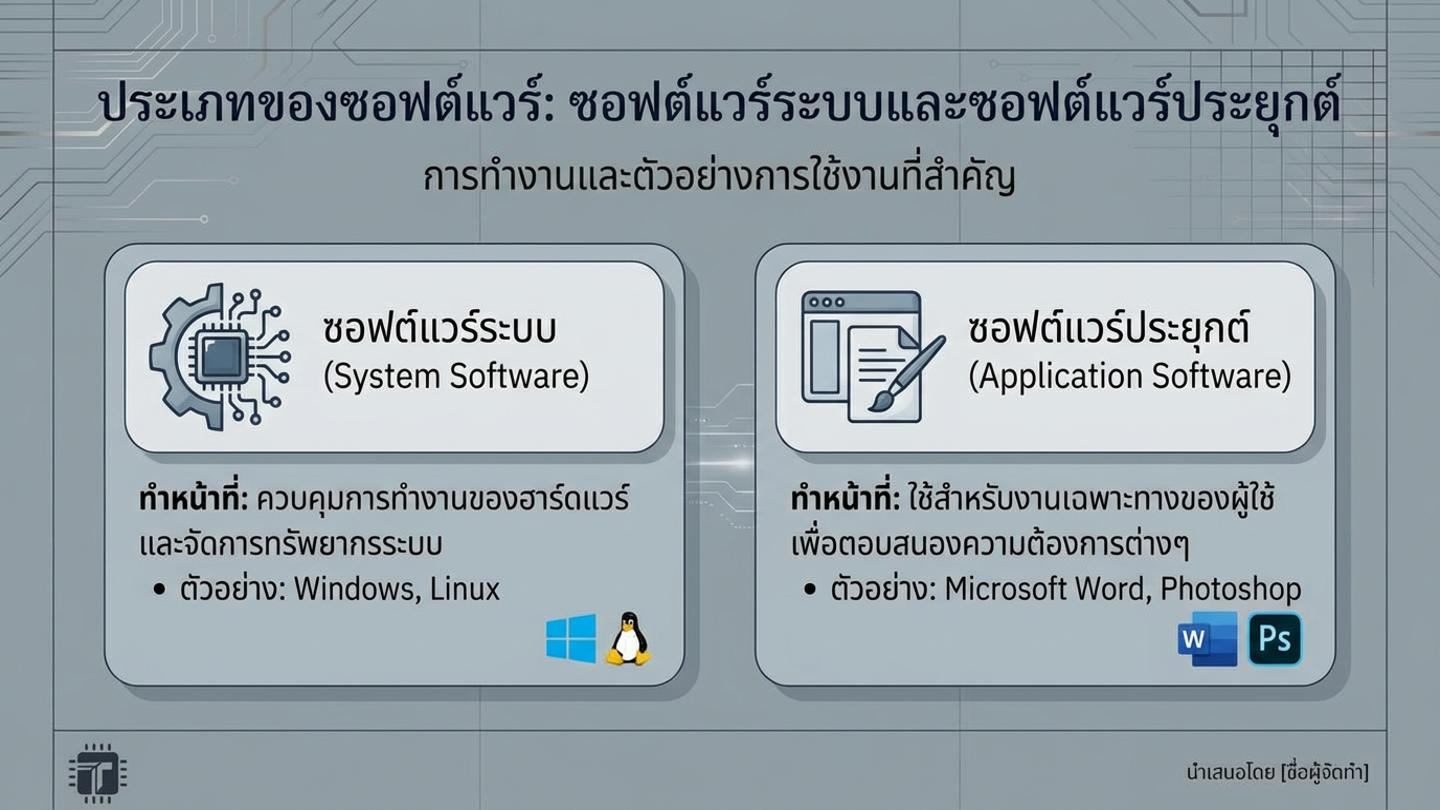 ประเภทของซอฟต์แวร์: ซอฟต์แวร์ระบบและซอฟต์แวร์ประยุกต์
การทำงานและตัวอย่างการใช้งานที่สำคัญ
ซอฟต์แวร์ระบบ
(System Software)
ทำหน้าที่: ควบคุมการทำงานของฮาร์ดแวร์
และจัดการทรัพยากรระบบ
• ตัวอย่าง: Windows, Linux
ซอฟต์แวร์ประยุกต์
(Application Software)
ทำหน้าที่: ใช้สำหรับงานเฉพาะทางของผู้ใช้
เพื่อตอบสนองความต้องการต่างๆ
• ตัวอย่าง: Microsoft Word, Photoshop
W
Ps
T
นำเสนอโดย [ชื่อผู้จัดทำ]